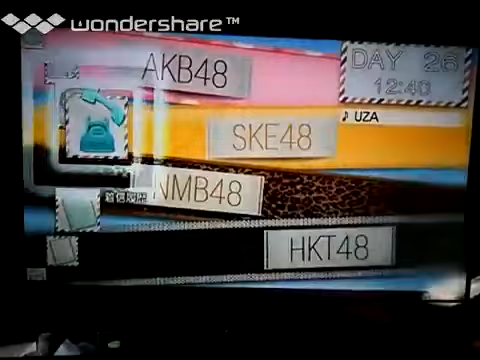 wondershare™
AKB48
DAY 26
12:40
♪ UZA
SKE48
NMB48
着信履歴
HKT48